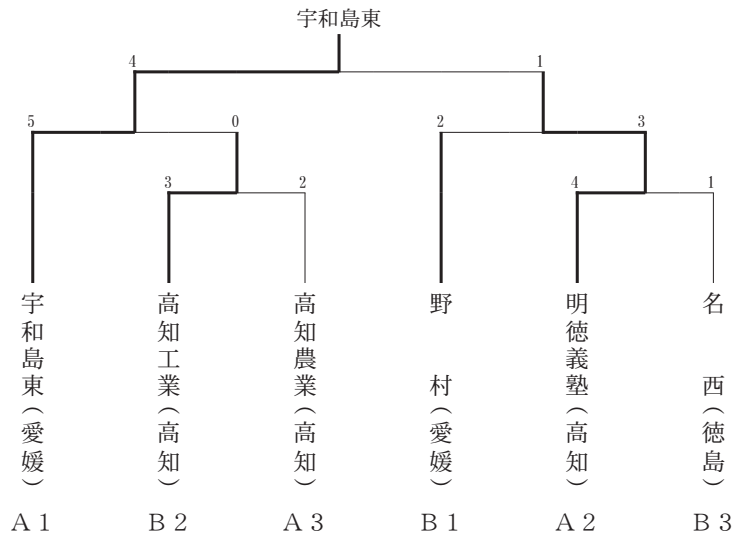 宇和島東
4
1
5
0
2
3
3
2
4
1
宇和島東(愛媛)
高知工業(高知)
高知農業(高知)
野村(愛媛)
明徳義塾(高知)
名西(徳島)
A1
B2
A3
B1
A2
B3